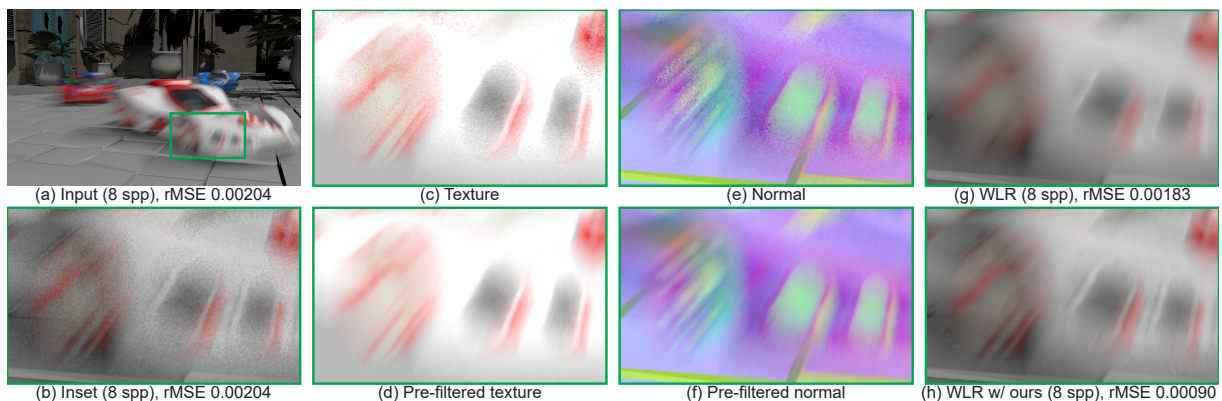 (a) Input (8 spp), rMSE 0.00204
(c) Texture
(e) Normal
(g) WLR (8 spp), rMSE 0.00183
(b) Inset (8 spp), rMSE 0.00204
(d) Pre-filtered texture
(f) Pre-filtered normal
(h) WLR w/ ours (8 spp), rMSE 0.00090